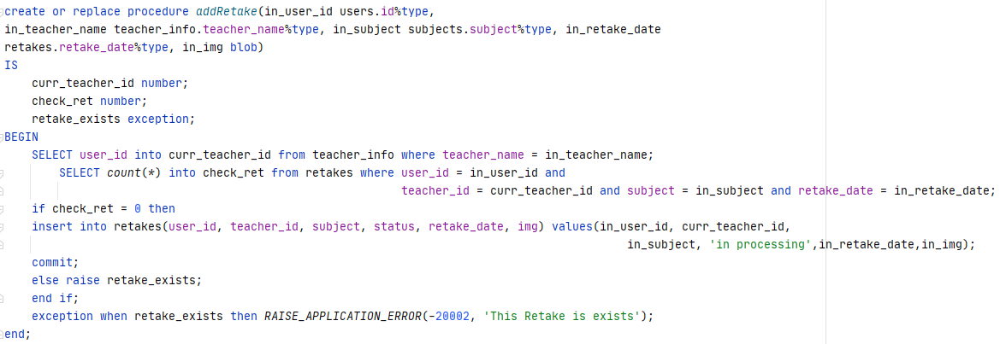 create or replace procedure addRetake(in_user_id users.id%type,
in_teacher_name teacher_info.teacher_name%type, in_subject subjects.subject%type, in_retake_date
retakes.retake_date%type, in_img blob)
IS
    curr_teacher_id number;
    check_ret number;
    retake_exists exception;
BEGIN
    SELECT user_id into curr_teacher_id from teacher_info where teacher_name = in_teacher_name;
        SELECT count(*) into check_ret from retakes where user_id = in_user_id and
                                                          teacher_id = curr_teacher_id and subject = in_subject and retake_date = in_retake_date;
    if check_ret = 0 then
    insert into retakes(user_id, teacher_id, subject, status, retake_date, img) values(in_user_id, curr_teacher_id,
                                                                                           in_subject, 'in processing',in_retake_date,in_img);
    commit;
    else raise retake_exists;
    end if;
    exception when retake_exists then RAISE_APPLICATION_ERROR(-20002, 'This Retake is exists');
end;